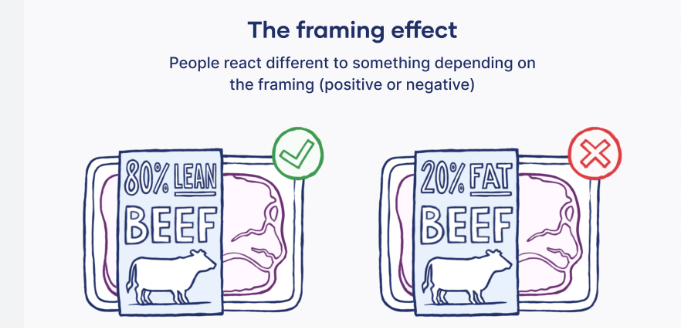 The framing effect
People react different to something depending on
the framing (positive or negative)
80% LEAN
BEEF
20% FAT
BEEF